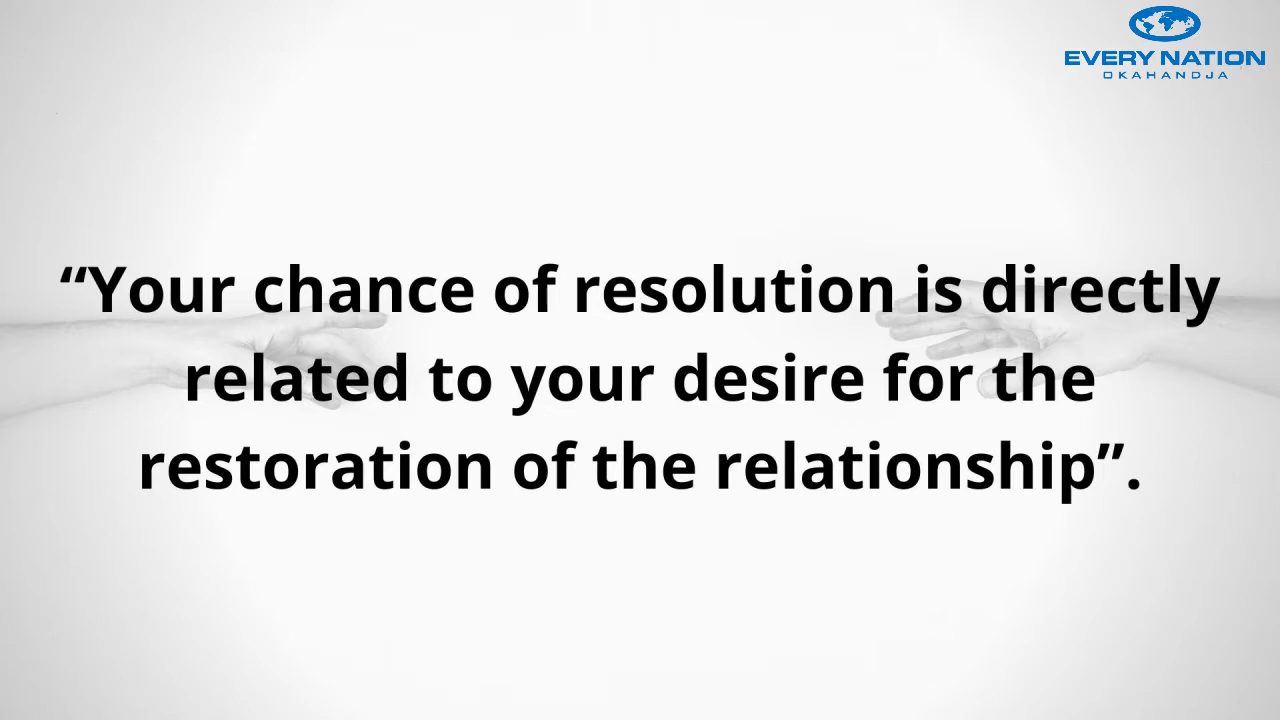 EVERY NATION
OKAHANDJA
“Your chance of resolution is directly
related to your desire for the
restoration of the relationship”.